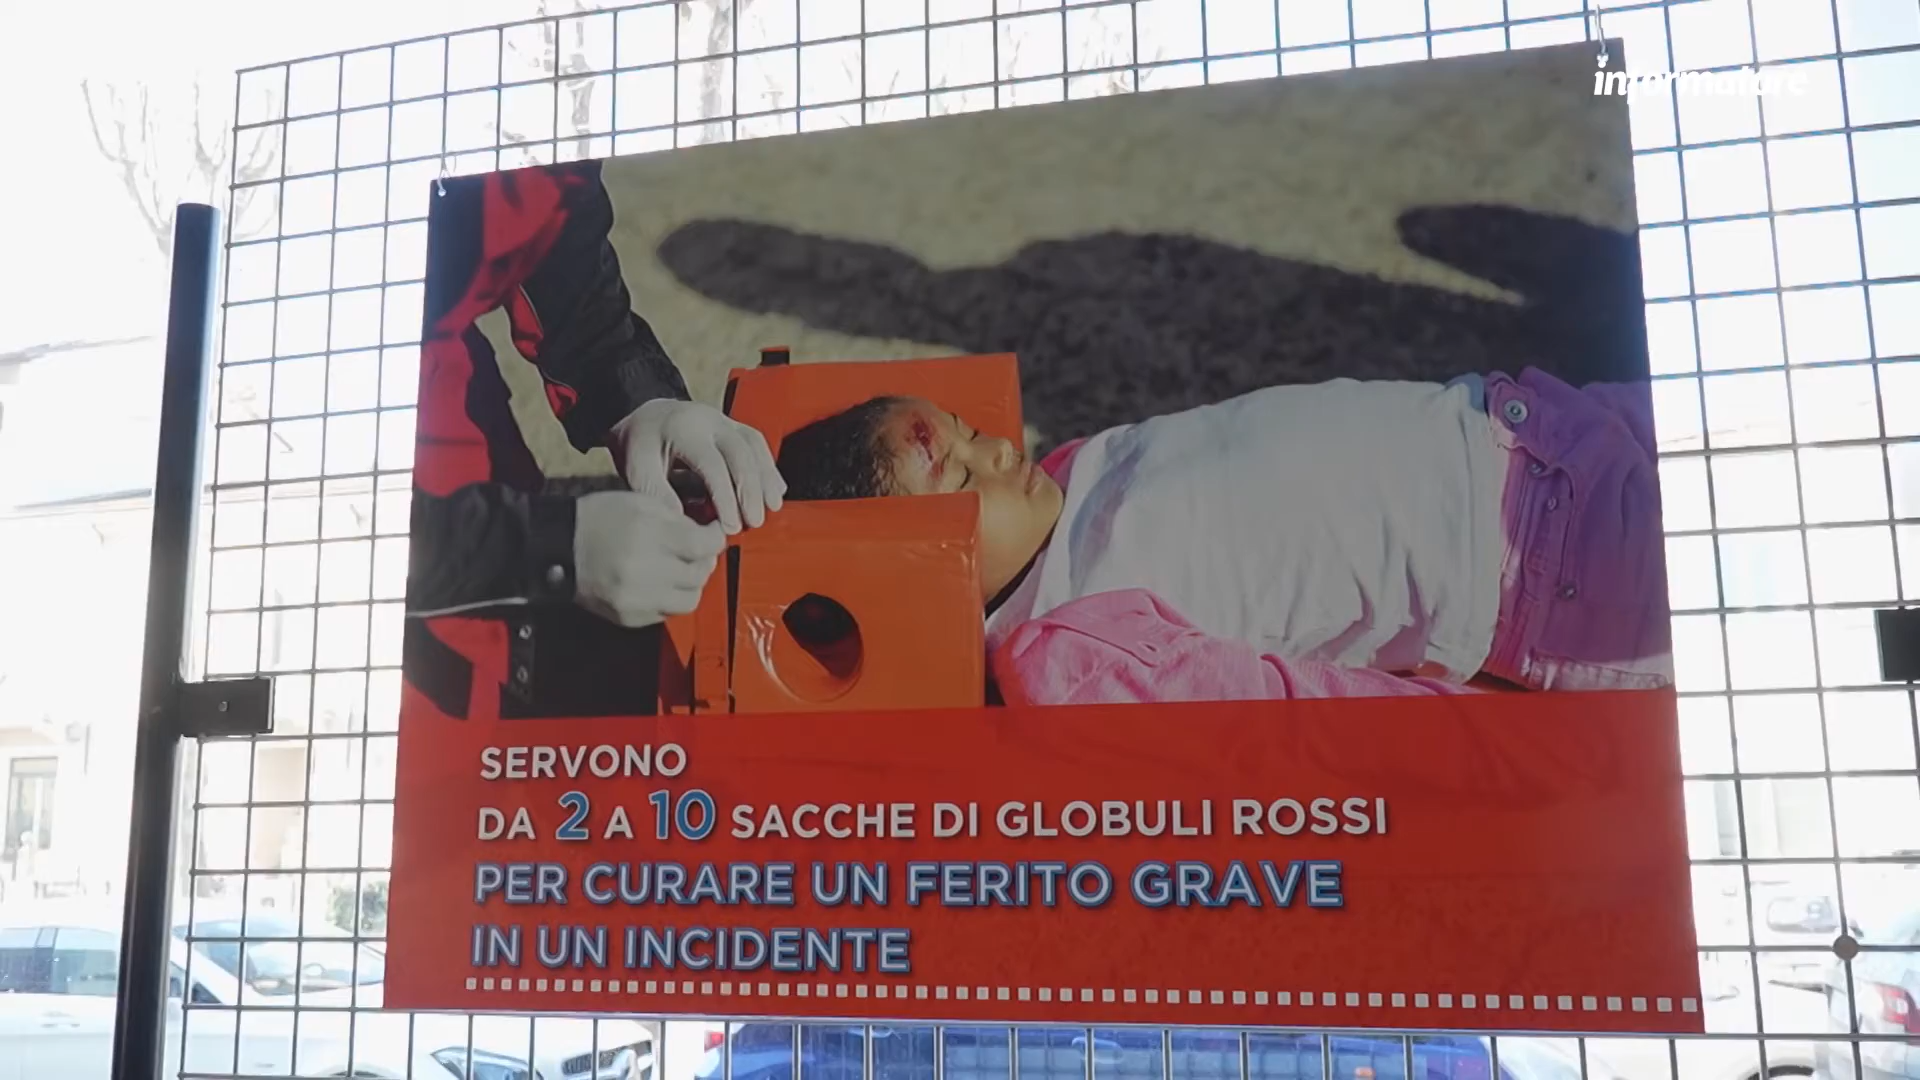 informatore
SERVONO
DA 2 A 10 SACCHE DI GLOBULI ROSSI
PER CURARE UN FERITO GRAVE
IN UN INCIDENTE